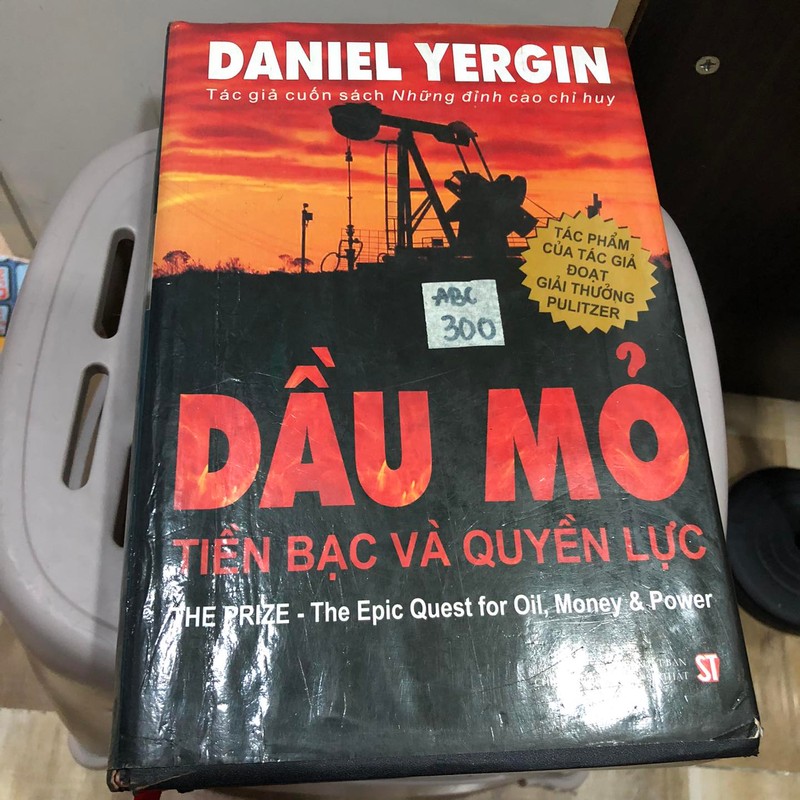 DANIEL YERGIN
Tác giả cuốn sách Những đỉnh cao chỉ huy
TÁC PHẨM
CỦA TÁC GIẢ
ĐOẠT
GIẢI THƯỞNG
PULITZER
ABC
300
DẦU MỎ
TIỀN BẠC VÀ QUYỀN LỰC
THE PRIZE - The Epic Quest for Oil, Money & Power
ST